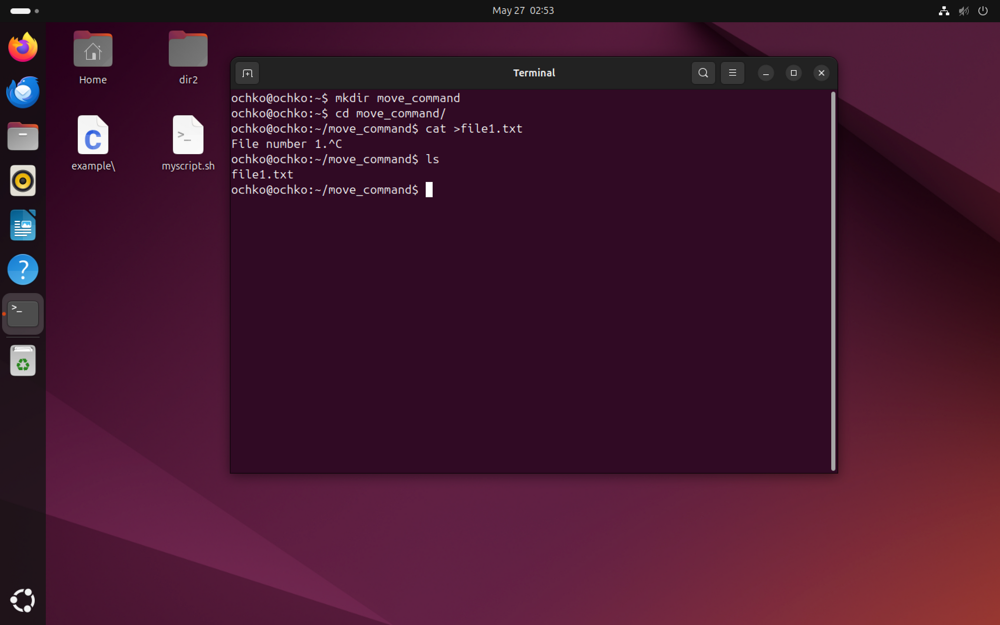 May 27 02:53
Home
dir2
example\
myscript.sh
Terminal
ochko@ochko:~$ mkdir move_command
ochko@ochko:~$ cd move_command/
ochko@ochko:~/move_command$ cat >file1.txt
File number 1.^C
ochko@ochko:~/move_command$ ls
file1.txt
ochko@ochko:~/move_command$